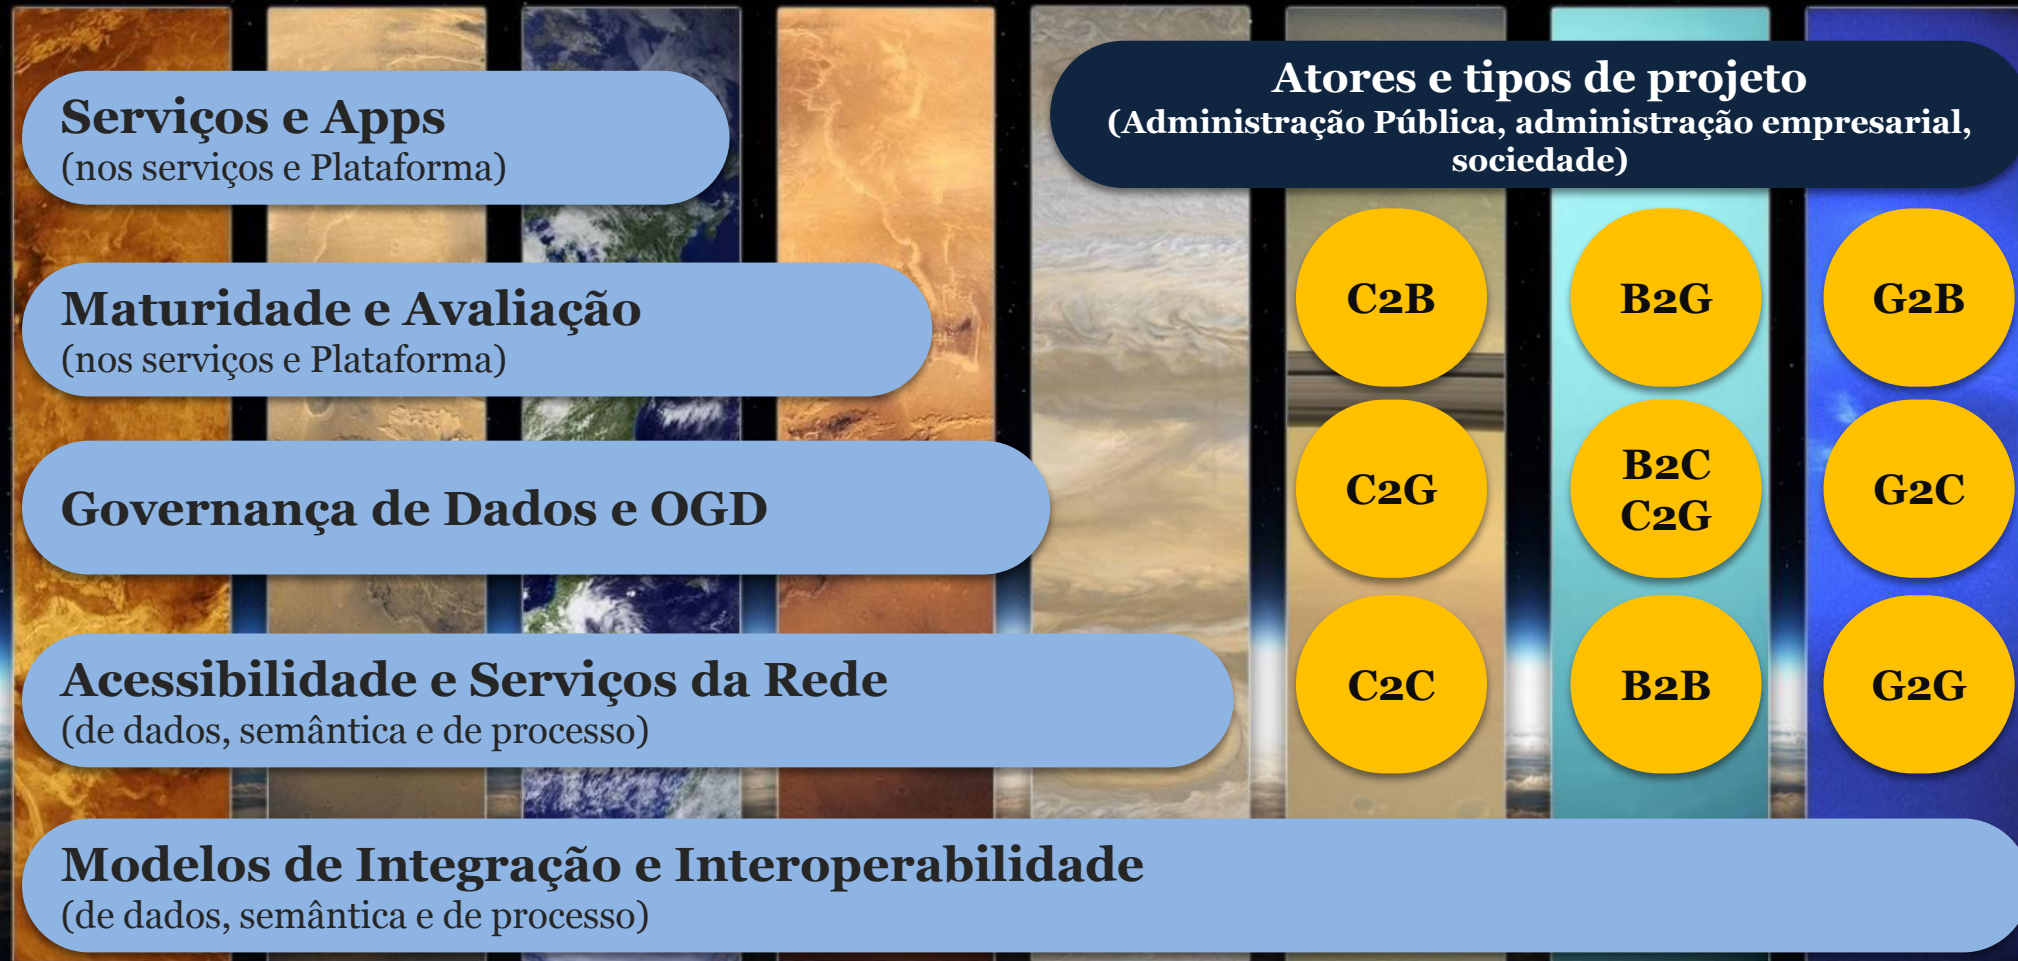 Serviços e Apps
(nos serviços e Plataforma)
Maturidade e Avaliação
(nos serviços e Plataforma)
Governança de Dados e OGD
Acessibilidade e Serviços da Rede
(de dados, semântica e de processo)
Modelos de Integração e Interoperabilidade
(de dados, semântica e de processo)
Atores e tipos de projeto
(Administração Pública, administração empresarial,
sociedade)
C2B
B2G
G2B
C2G
B2C
C2G
G2C
C2C
B2B
G2G